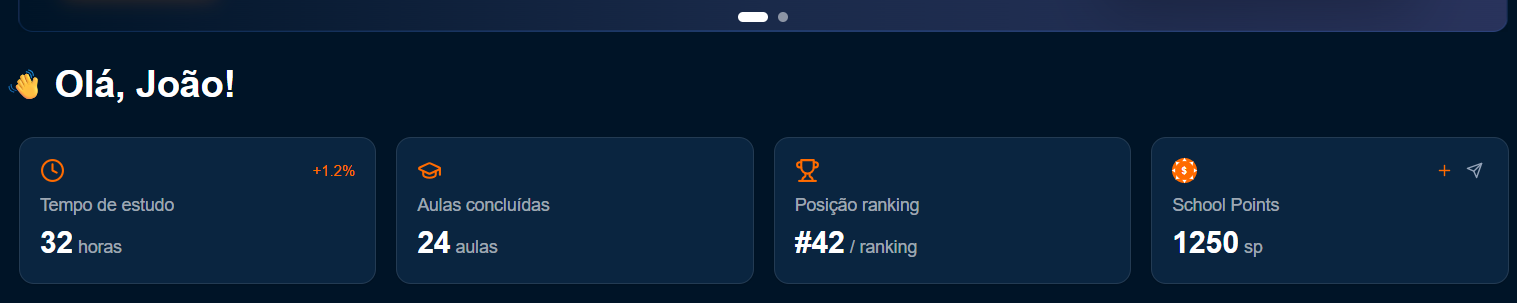 Olá, João!
+1.2%
Tempo de estudo
32 horas
Aulas concluídas
24 aulas
Posição ranking
#42 / ranking
$
School Points
1250 sp